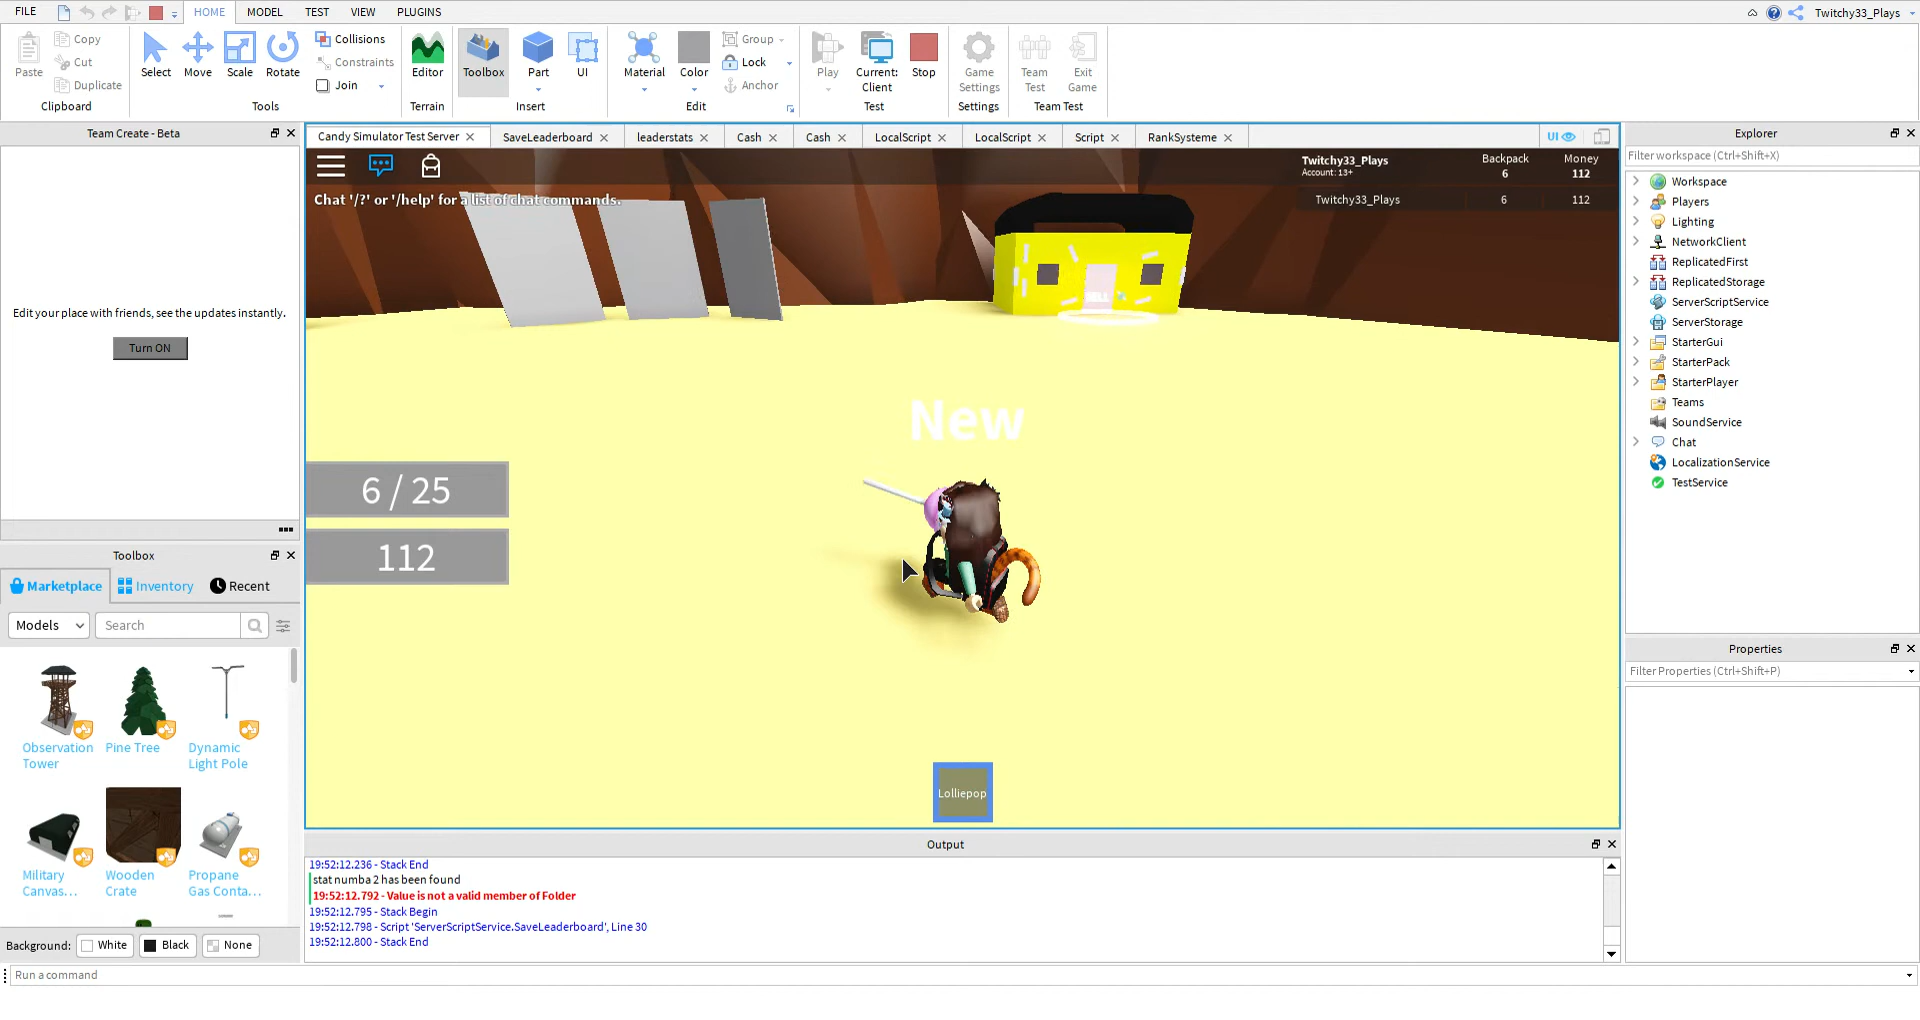 FILE
HOME
MODEL
TEST
VIEW
PLUGINS
Twitchy33_Plays
Paste
Copy
Cut
Duplicate
Clipboard
Select
Move
Scale
Rotate
Collisions
Constraints
Join
Tools
Editor
Terrain
Toolbox
Part
UI
Insert
Material
Color
Group
Lock
Anchor
Edit
Play
Current:
Client
Stop
Test
Game
Settings
Settings
Team
Test
Exit
Game
Team Test
Team Create - Beta
Edit your place with friends, see the updates instantly.
Turn ON
Toolbox
Marketplace
Inventory
Recent
Models
Search
Observation
Tower
Pine Tree
Dynamic
Light Pole
Military
Canvas...
Wooden
Crate
Propane
Gas Conta...
Background:
White
Black
None
Candy Simulator Test Server
SaveLeaderboard
leaderstats
Cash
Cash
LocalScript
LocalScript
Script
RankSysteme
UI
Chat '/?' or '/help' for a list of chat commands.
Twitchy33_Plays
Account: 13+
Backpack
6
Money
112
Twitchy33_Plays
6
112
SELL
New
6 / 25
112
Lolliepop
Output
19:52:12.236 - Stack End
stat numba 2 has been found
19:52:12.792 - Value is not a valid member of Folder
19:52:12.795 - Stack Begin
19:52:12.798 - Script 'ServerScriptService.SaveLeaderboard', Line 30
19:52:12.800 - Stack End
Explorer
Filter workspace (Ctrl+Shift+X)
Workspace
Players
Lighting
NetworkClient
ReplicatedFirst
ReplicatedStorage
ServerScriptService
ServerStorage
StarterGui
StarterPack
StarterPlayer
Teams
SoundService
Chat
LocalizationService
TestService
Properties
Filter Properties (Ctrl+Shift+P)
Run a command